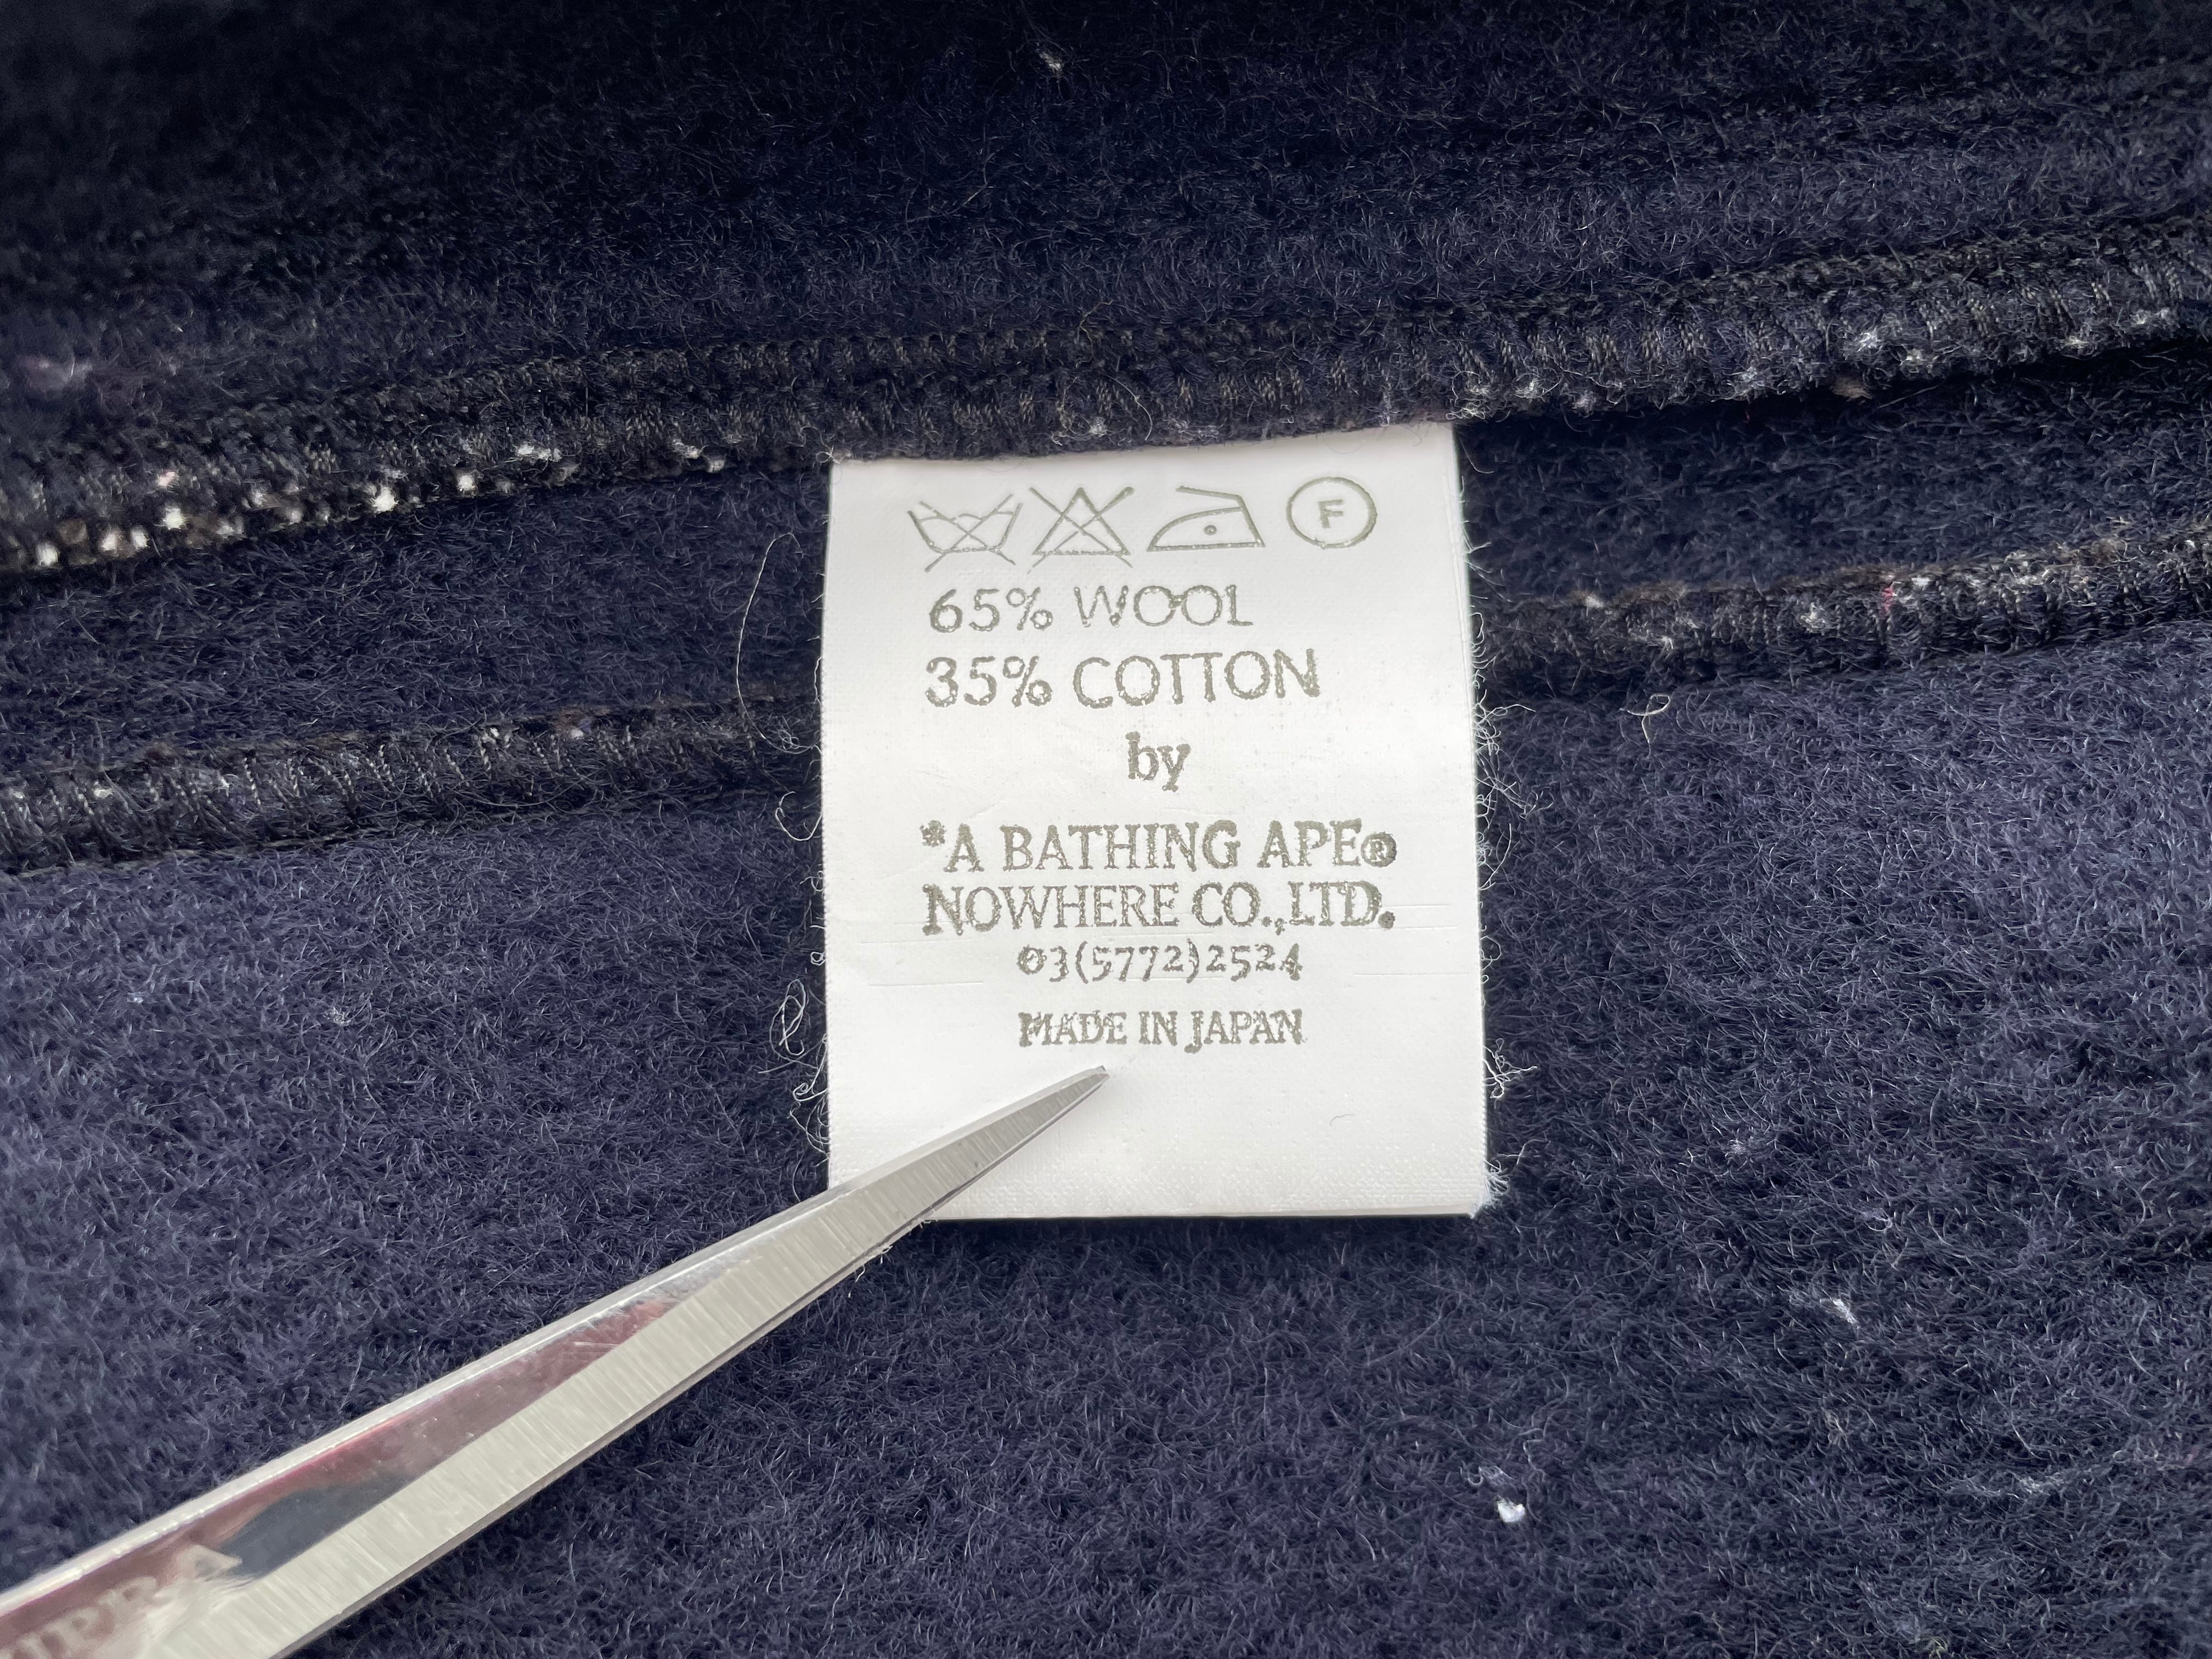 F
65% WOOL
35% COTTON
by
*A BATHING APE®
NOWHERE CO.,LTD.
03(5772)2524
MADE IN JAPAN